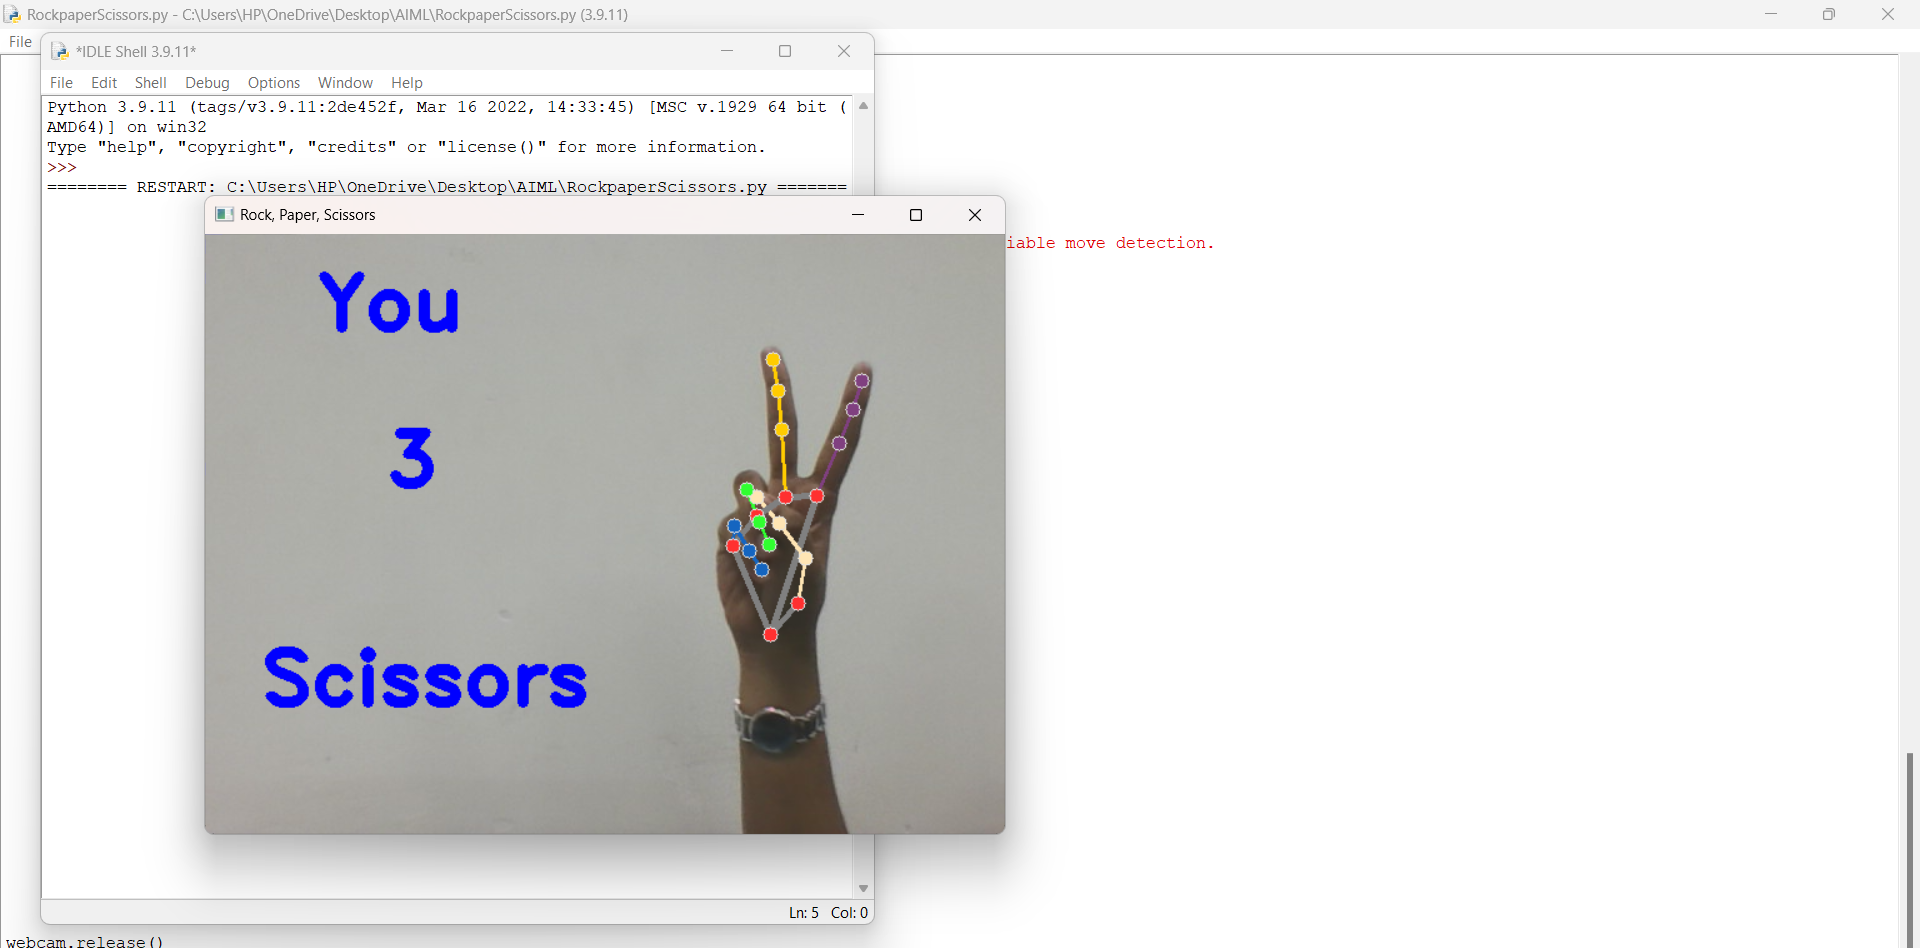 RockpaperScissors.py - C:\Users\HP\OneDrive\Desktop\AIML\RockpaperScissors.py (3.9.11)
File
*IDLE Shell 3.9.11*
File Edit Shell Debug Options Window Help
Python 3.9.11 (tags/v3.9.11:2de452f, Mar 16 2022, 14:33:45) [MSC v.1929 64 bit (
AMD64)] on win32
Type "help", "copyright", "credits" or "license()" for more information.
>>>
======== RESTART: C:\Users\HP\OneDrive\Desktop\AIML\RockpaperScissors.py =======
Rock, Paper, Scissors
iable move detection.
You
3
Scissors
Ln: 5 Col: 0
webcam.release()